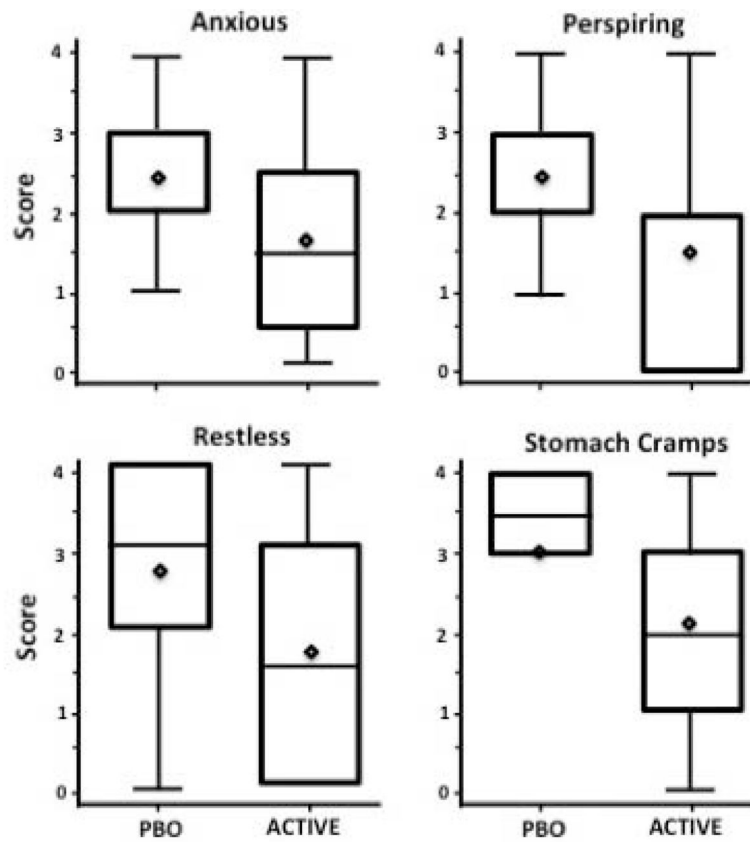 Anxious
Perspiring
4
3
2
1
0
Score
4
3
2
1
0
Restless
Stomach Cramps
4
3
2
1
0
Score
4
3
2
1
0
PBO
ACTIVE
PBO
ACTIVE